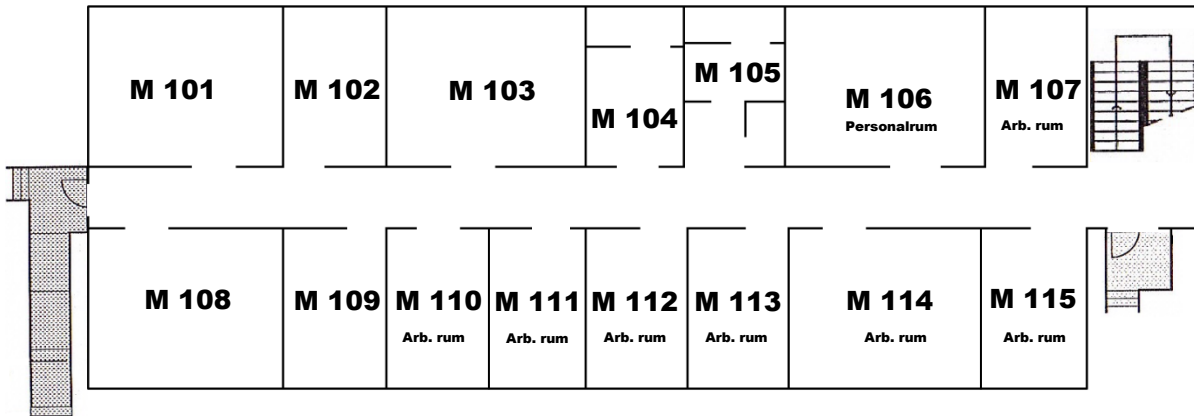 M 101
M 102
M 103
M 104
M 105
M 106
Personalrum
M 107
Arb. rum
M 108
M 109
M 110
Arb. rum
M 111
Arb. rum
M 112
Arb. rum
M 113
Arb. rum
M 114
Arb. rum
M 115
Arb. rum